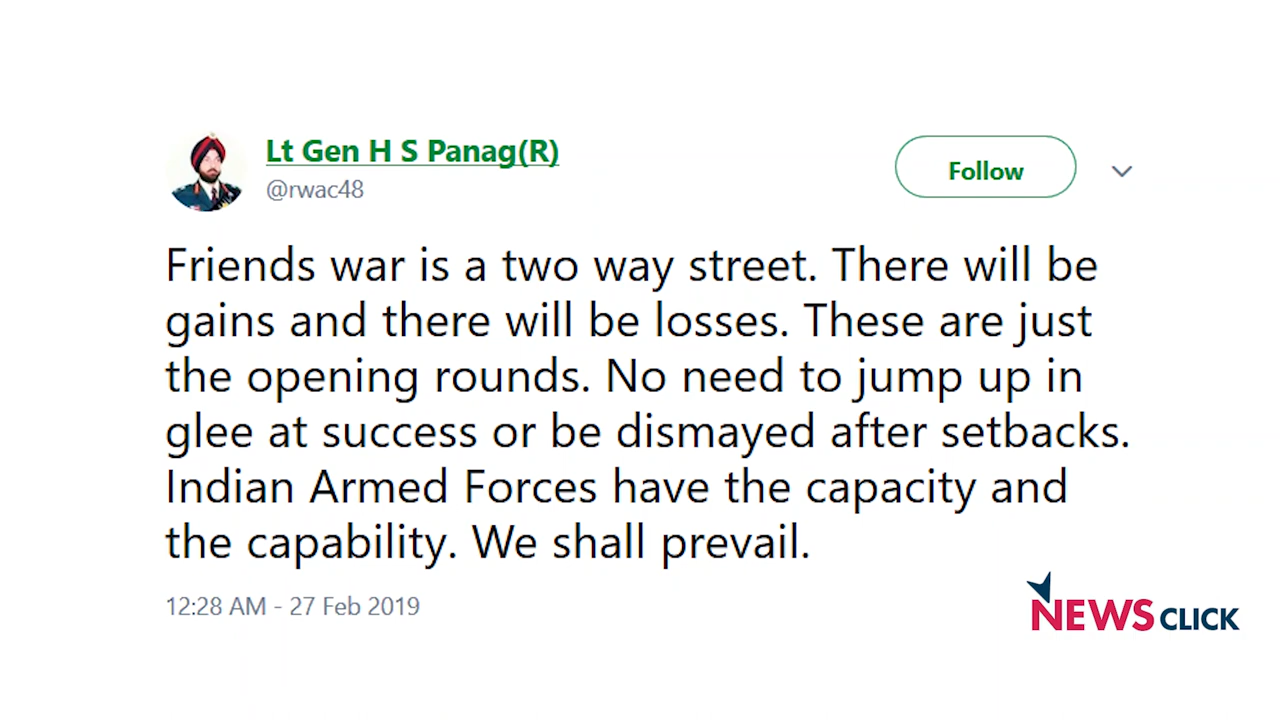 Lt Gen H S Panag(R)
@rwac48
Follow
Friends war is a two way street. There will be
gains and there will be losses. These are just
the opening rounds. No need to jump up in
glee at success or be dismayed after setbacks.
Indian Armed Forces have the capacity and
the capability. We shall prevail.
12:28 AM - 27 Feb 2019
NEWS CLICK